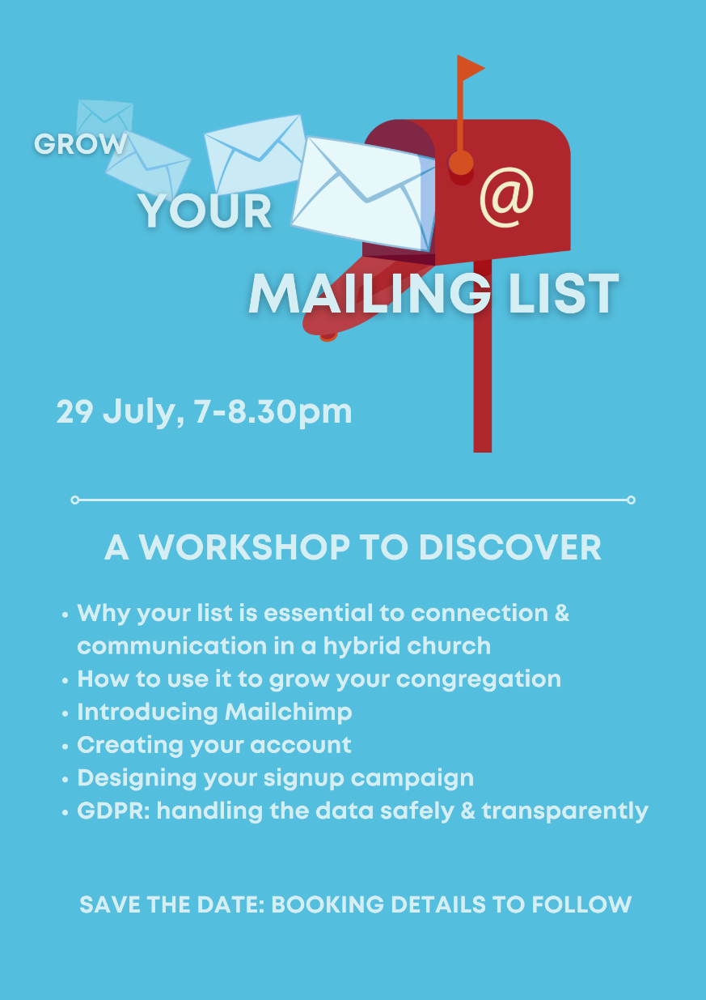 GROW
YOUR
@
MAILING LIST
29 July, 7-8.30pm
A WORKSHOP TO DISCOVER
• Why your list is essential to connection &
communication in a hybrid church
• How to use it to grow your congregation
• Introducing Mailchimp
• Creating your account
• Designing your signup campaign
• GDPR: handling the data safely & transparently
SAVE THE DATE: BOOKING DETAILS TO FOLLOW